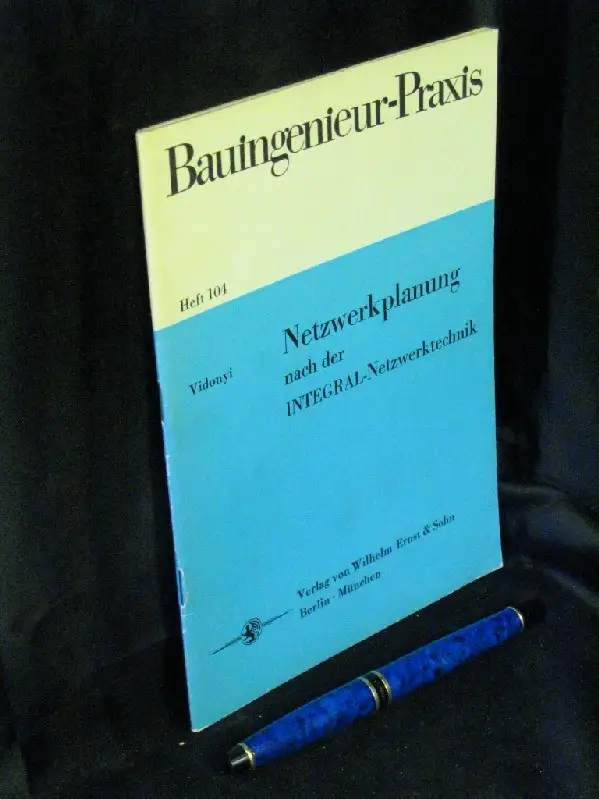 Bauingenieur-Praxis
Heft 104
Vidonyi
Netzwerkplanung
nach der
INTEGRAL-Netzwerktechnik
Verlag von Wilhelm Ernst & Sohn
Berlin · München